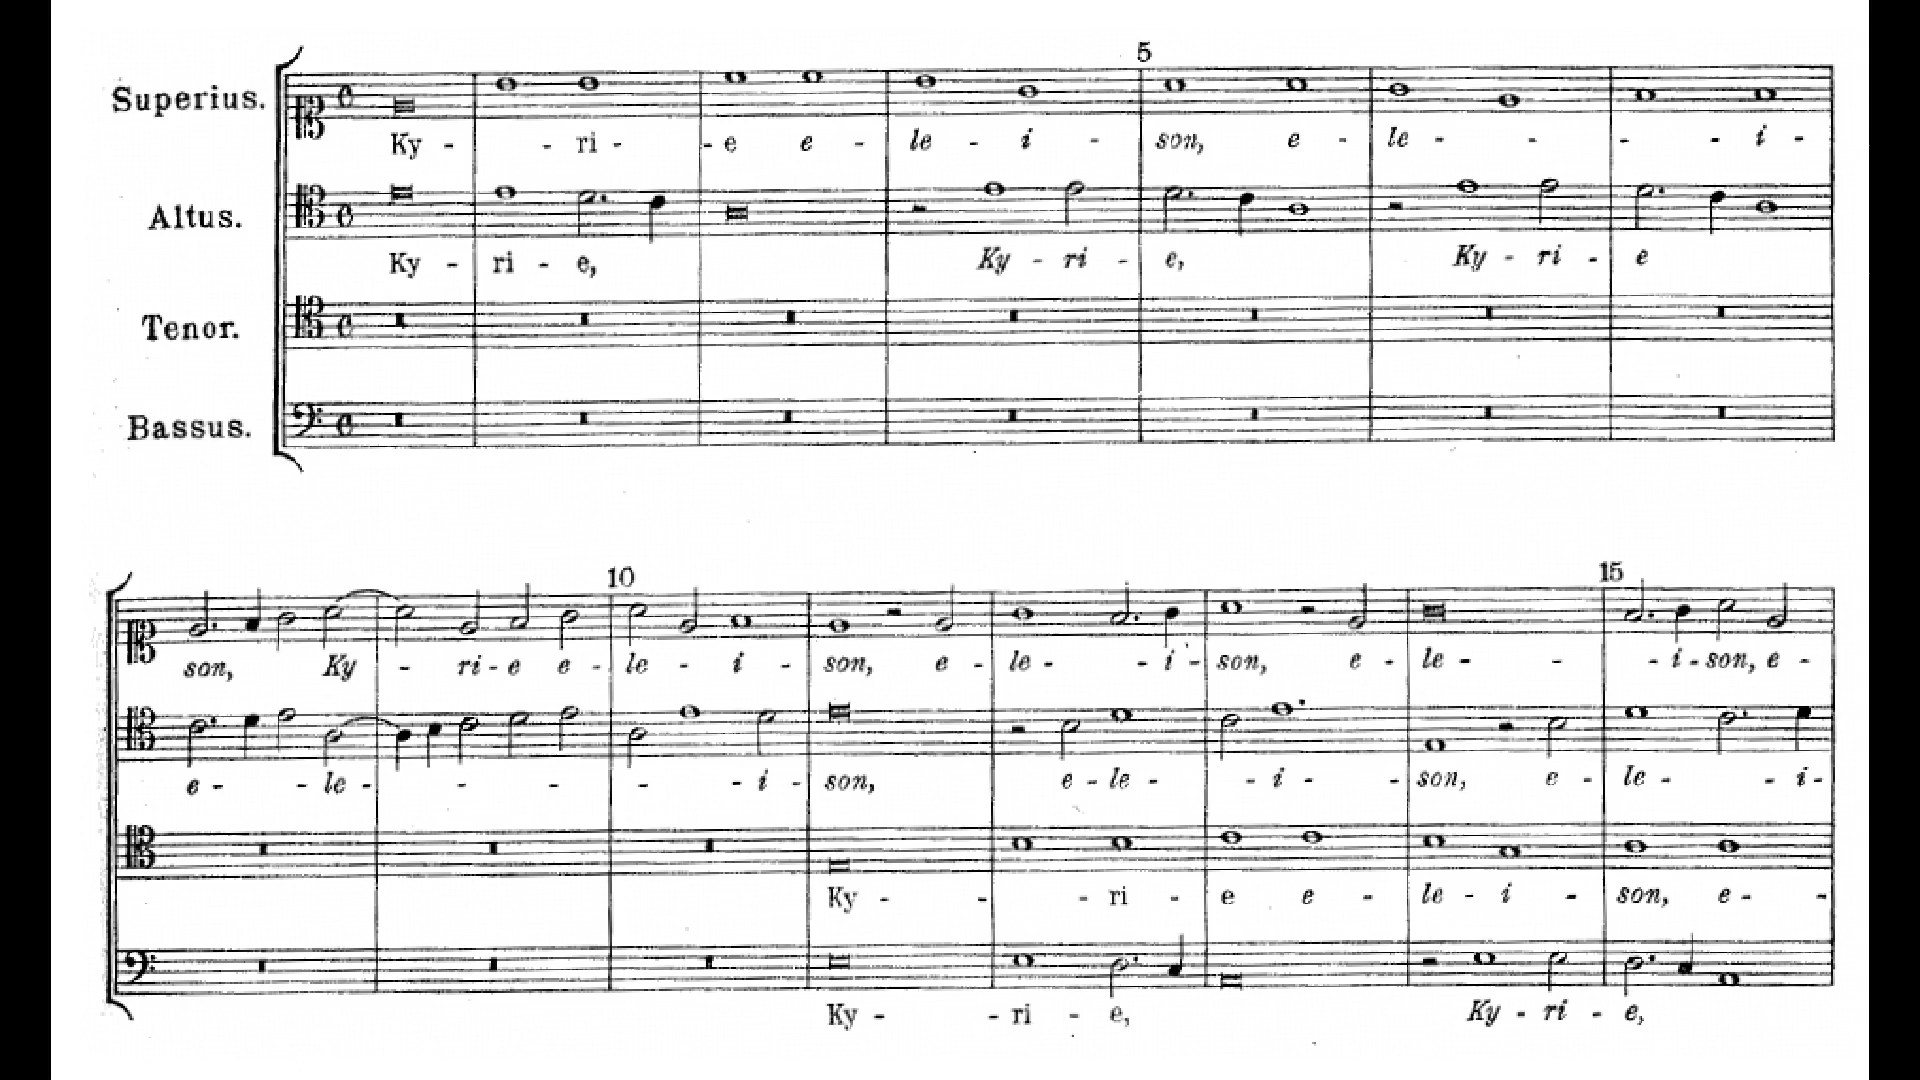 5
Superius.
Ky - - ri - - e e - le - i - son, e - le - - - - i -
Altus.
Ky - ri - e, Ky - ri - e, Ky - ri - e
Tenor.
Bassus.
10 15
son, Ky - ri - e e - le - i - son, e - le - - i - son, e - le - - - i - son, e -
e - - le - - - - - i - son, e - le - - i - - son, e - le - - i -
Ky - - - ri - e e - le - i - son, e - -
Ky - - ri - e, Ky - ri - e,